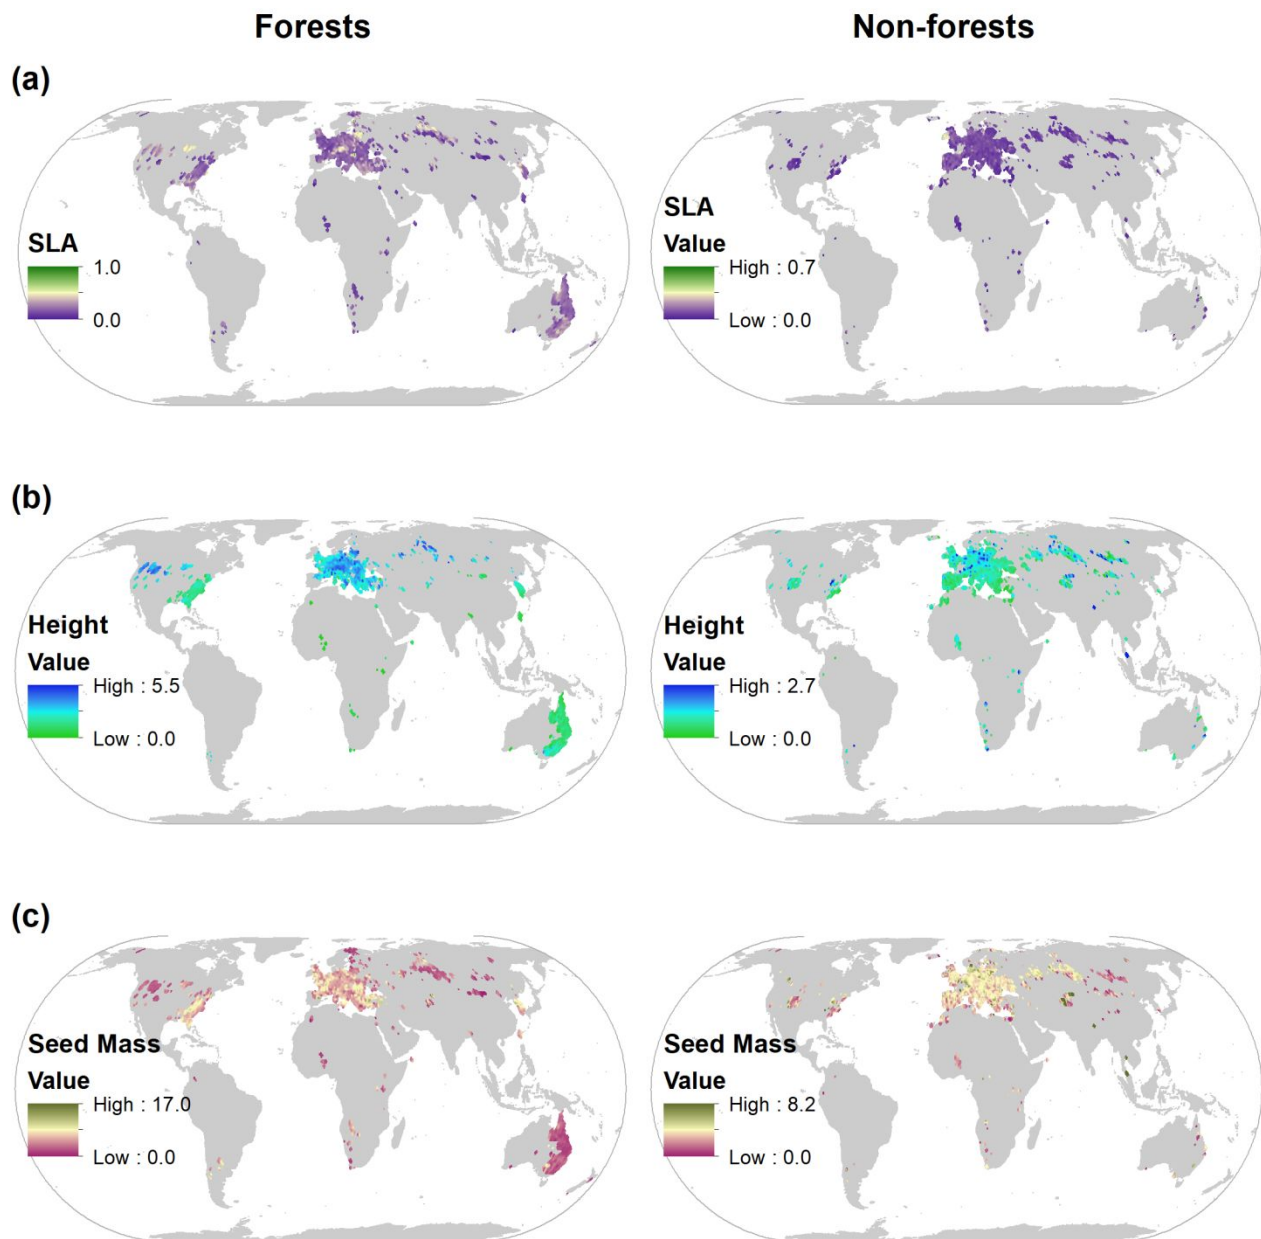 Forests
Non-forests
(a)
SLA
1.0
0.0
SLA
Value
High : 0.7
Low : 0.0
(b)
Height
Value
High : 5.5
Low : 0.0
Height
Value
High : 2.7
Low : 0.0
(c)
Seed Mass
Value
High : 17.0
Low : 0.0
Seed Mass
Value
High : 8.2
Low : 0.0